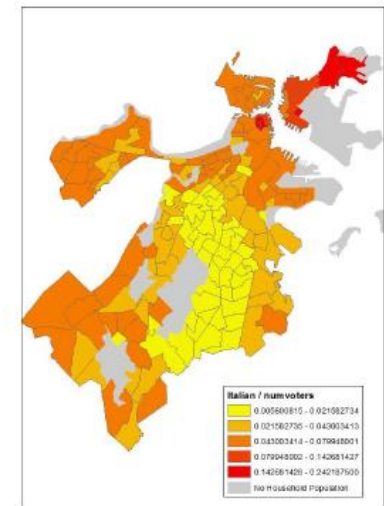 Italian / numvoters
0.005600815 - 0.021582734
0.021582735 - 0.043003413
0.043003414 - 0.079948001
0.079948002 - 0.142681427
0.142681428 - 0.242187500
No Household Population